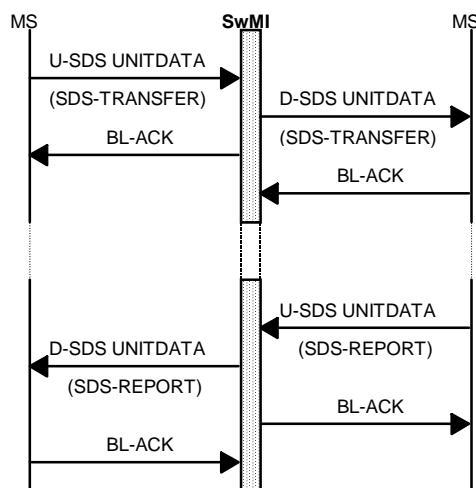 MS SwMI MS
U-SDS UNITDATA
(SDS-TRANSFER)
D-SDS UNITDATA
(SDS-TRANSFER)
BL-ACK
BL-ACK
U-SDS UNITDATA
(SDS-REPORT)
D-SDS UNITDATA
(SDS-REPORT)
BL-ACK
BL-ACK